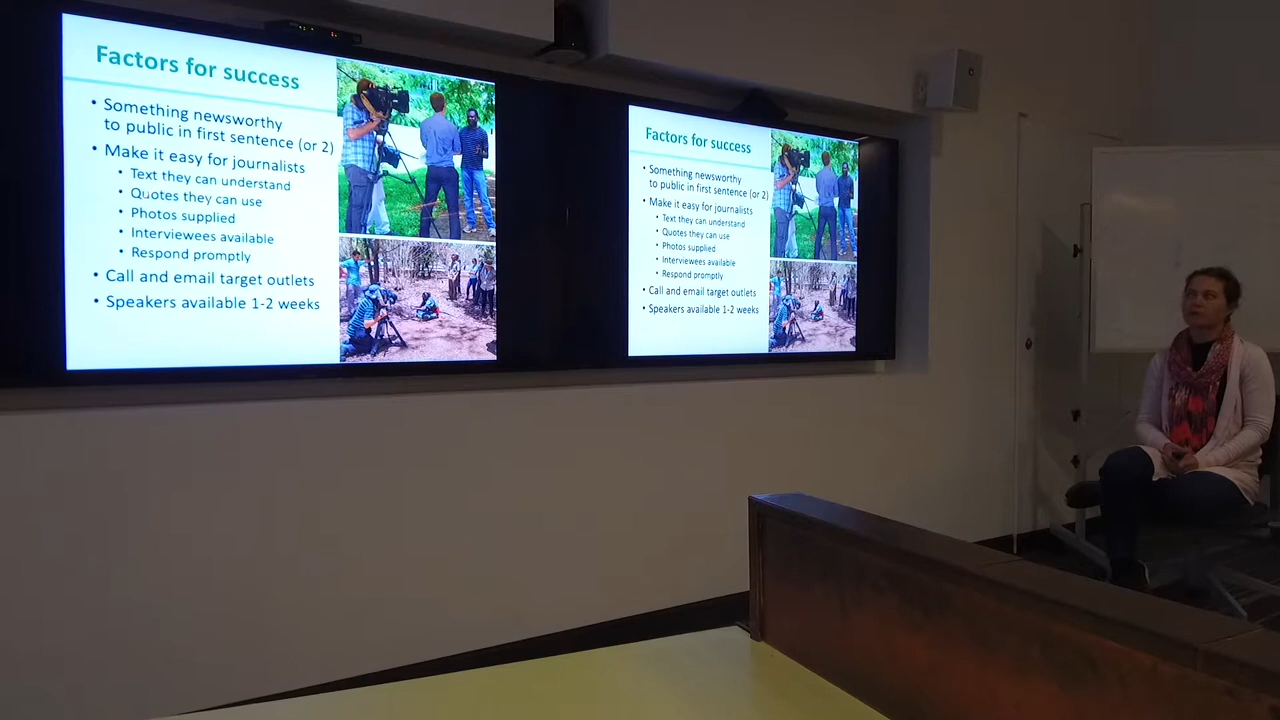 Factors for success
• Something newsworthy
to public in first sentence (or 2)
• Make it easy for journalists
• Text they can understand
• Quotes they can use
• Photos supplied
• Interviewees available
• Respond promptly
• Call and email target outlets
• Speakers available 1-2 weeks
Factors for success
• Something newsworthy
to public in first sentence (or 2)
• Make it easy for journalists
• Text they can understand
• Quotes they can use
• Photos supplied
• Interviewees available
• Respond promptly
• Call and email target outlets
• Speakers available 1-2 weeks